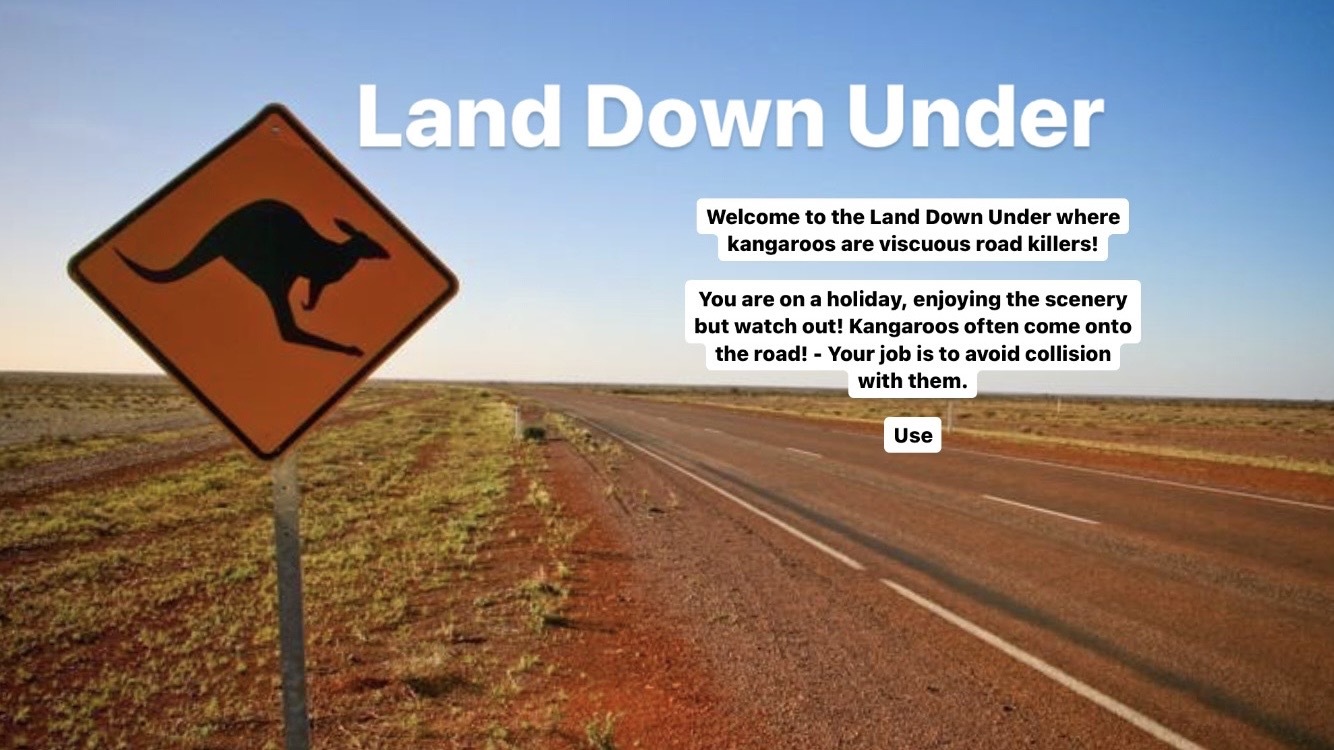 Land Down Under
Welcome to the Land Down Under where
kangaroos are viscuous road killers!
You are on a holiday, enjoying the scenery
but watch out! Kangaroos often come onto
the road! - Your job is to avoid collision
with them.
Use